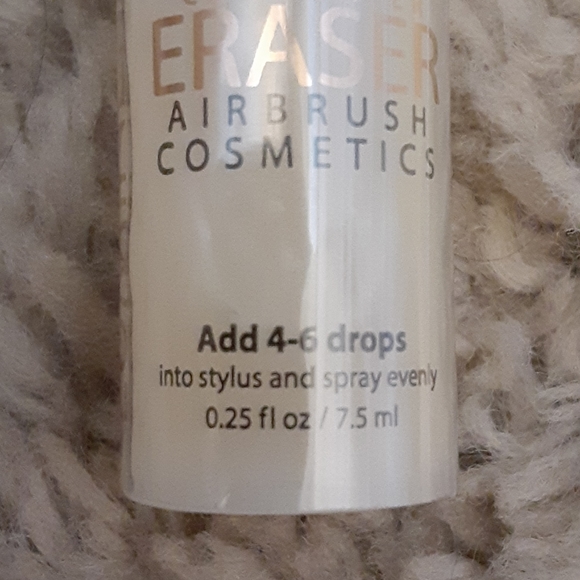 ERASER
AIRBRUSH
COSMETICS
Add 4-6 drops
into stylus and spray evenly
0.25 fl oz / 7.5 ml